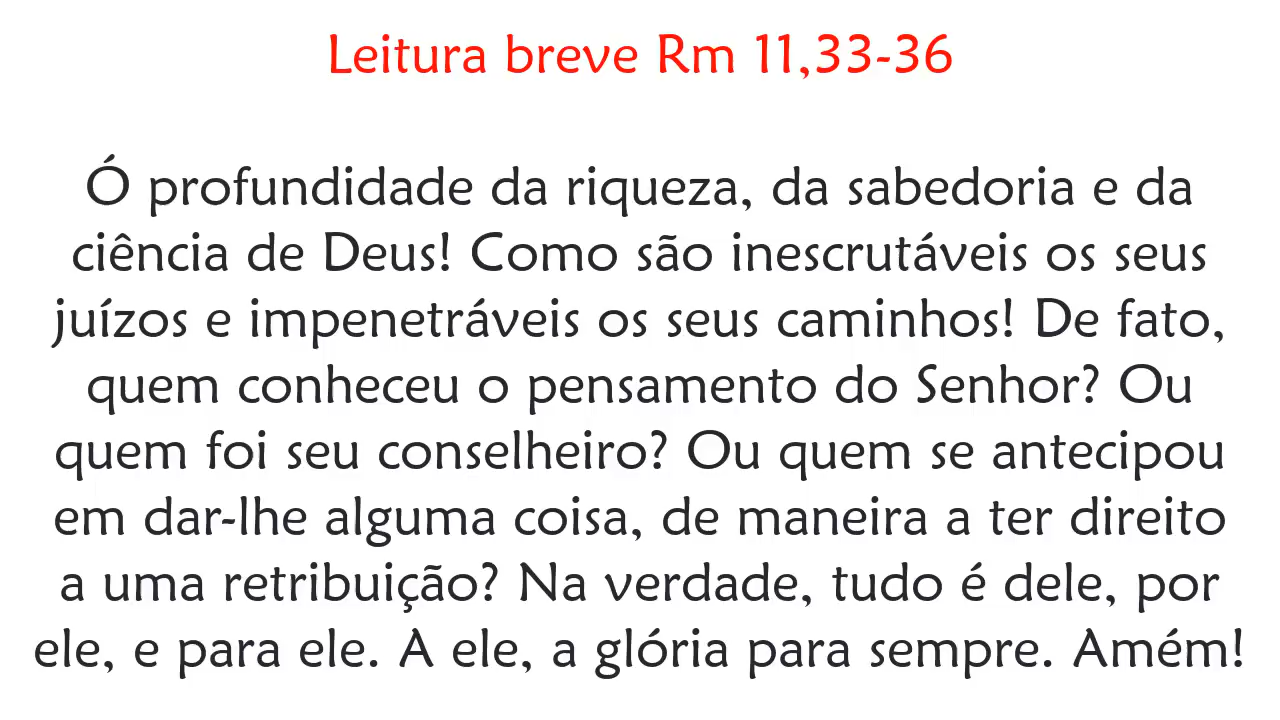 Leitura breve Rm 11,33-36
Ó profundidade da riqueza, da sabedoria e da
ciência de Deus! Como são inescrutáveis os seus
juízos e impenetráveis os seus caminhos! De fato,
quem conheceu o pensamento do Senhor? Ou
quem foi seu conselheiro? Ou quem se antecipou
em dar-lhe alguma coisa, de maneira a ter direito
a uma retribuição? Na verdade, tudo é dele, por
ele, e para ele. A ele, a glória para sempre. Amém!